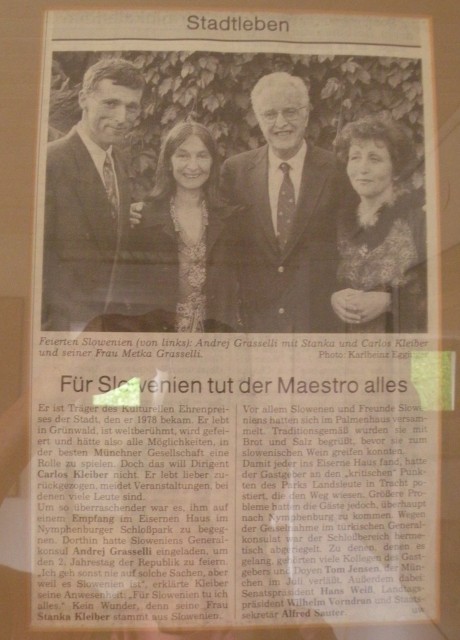 Stadtleben
Feierten Slowenien (von links): Andrej Grasselli mit Stanka und Carlos Kleiber
und seiner Frau Metka Grasselli. Photo: Karlheinz
Für Slowenien tut der Maestro alles
Er ist Träger des Kulturellen Ehrenprei-
ses der Stadt, den er 1978 bekam. Er lebt
in Grünwald, ist weltberühmt, wird gefei-
ert und hätte also alle Möglichkeiten, in
der besten Münchner Gesellschaft eine
Rolle zu spielen. Doch das will Dirigent
Carlos Kleiber nicht. Er lebt lieber zu-
rückgezogen, meidet Veranstaltungen, bei
denen viele Leute sind.
Um so überraschender war es, ihm auf
einem Empfang im Eisernen Haus im
Nymphenburger Schloßpark zu begeg-
nen. Dorthin hatte Sloweniens General-
konsul Andrej Grasselli eingeladen, um
den 2. Jahrestag der Republik zu feiern.
„Ich geh sonst nie auf solche Sachen, aber
weil es Slowenien ist“, erklärte Kleiber
seine Anwesenheit: „Für Slowenien tu ich
alles.“ Kein Wunder, denn seine Frau
Stanka Kleiber stammt aus Slowenien.
Vor allem Slowenen und Freunde Slowe-
niens hatten sich im Palmenhaus versam-
melt. Traditionsgemäß wurden sie mit
Brot und Salz begrüßt, bevor sie zum
slowenischen Wein greifen konnten.
Damit jeder ins Eiserne Haus fand, hatte
der Gastgeber an den „kritischen“ Punk-
ten des Parks Landsleute in Tracht po-
stiert, die den Weg wiesen. Größere Pro-
bleme hatten die Gäste jedoch, überhaupt
nach Nymphenburg zu kommen. Wegen
der Geiselnahme im türkischen General-
konsulat war der Schloßbereich herme-
tisch abgeriegelt. Zu denen, denen es
gelang, gehörten viele Kollegen des Gast-
gebers und Doyen Tom Jensen, der Mün-
chen im Juli verläßt. Außerdem dabei
Senatspräsident Hans Weiß, Landtags-
präsident Wilhelm Vorndran und Staats-
sekretär Alfred Sauter.